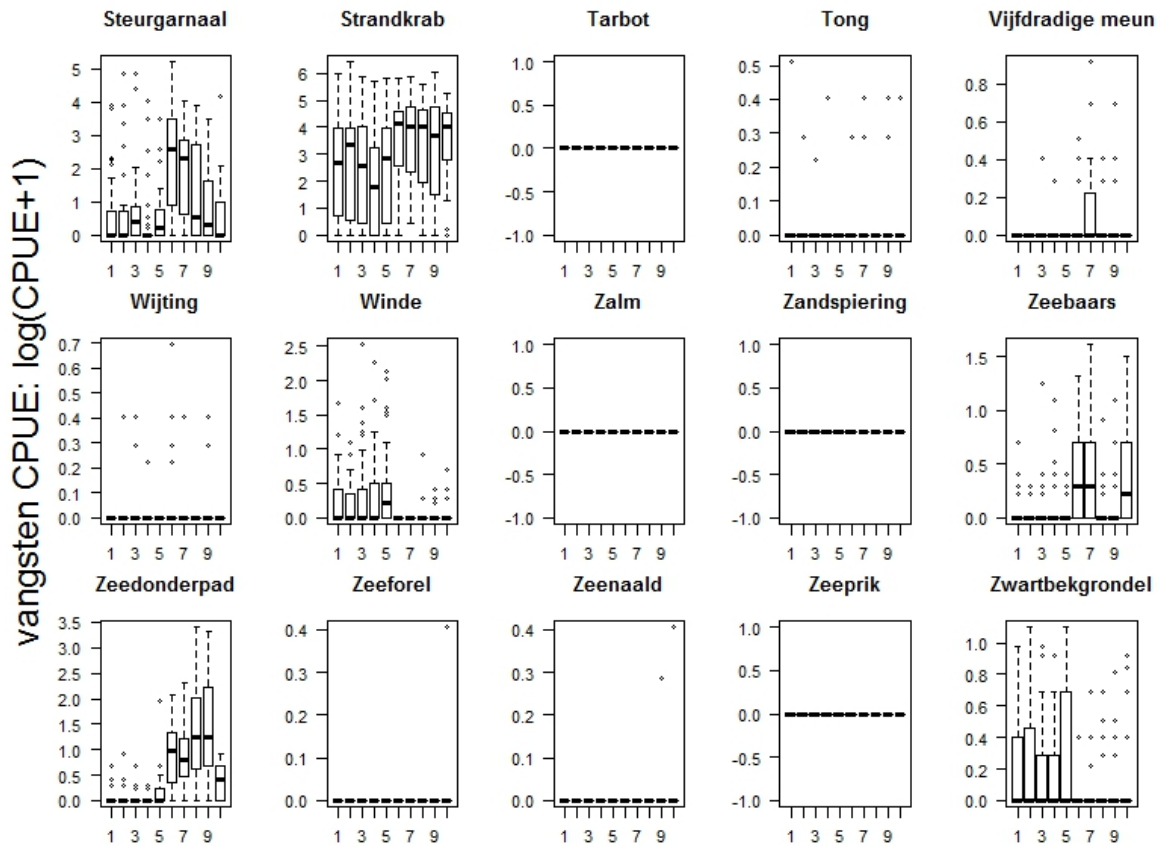 Steurgarnaal Strandkrab Tarbot Tong Vijfdradige meun
5 4 3 2 1 0
6 5 4 3 2 1 0
1.0 0.5 0.0 -0.5 -1.0
0.5 0.4 0.3 0.2 0.1 0.0
0.8 0.6 0.4 0.2 0.0
1 3 5 7 9
1 3 5 7 9
1 3 5 7 9
1 3 5 7 9
1 3 5 7 9
vangsten CPUE: log(CPUE+1)
Wijting Winde Zalm Zandspiering Zeebaars
0.7 0.6 0.5 0.4 0.3 0.2 0.1 0.0
2.5 2.0 1.5 1.0 0.5 0.0
1.0 0.5 0.0 -0.5 -1.0
1.0 0.5 0.0 -0.5 -1.0
1.5 1.0 0.5 0.0
1 3 5 7 9
1 3 5 7 9
1 3 5 7 9
1 3 5 7 9
1 3 5 7 9
Zeedonderpad Zeeforel Zeenaald Zeeprik Zwartbekgrondel
3.5 3.0 2.5 2.0 1.5 1.0 0.5 0.0
0.4 0.3 0.2 0.1 0.0
0.4 0.3 0.2 0.1 0.0
1.0 0.5 0.0 -0.5 -1.0
1.0 0.8 0.6 0.4 0.2 0.0
1 3 5 7 9
1 3 5 7 9
1 3 5 7 9
1 3 5 7 9
1 3 5 7 9